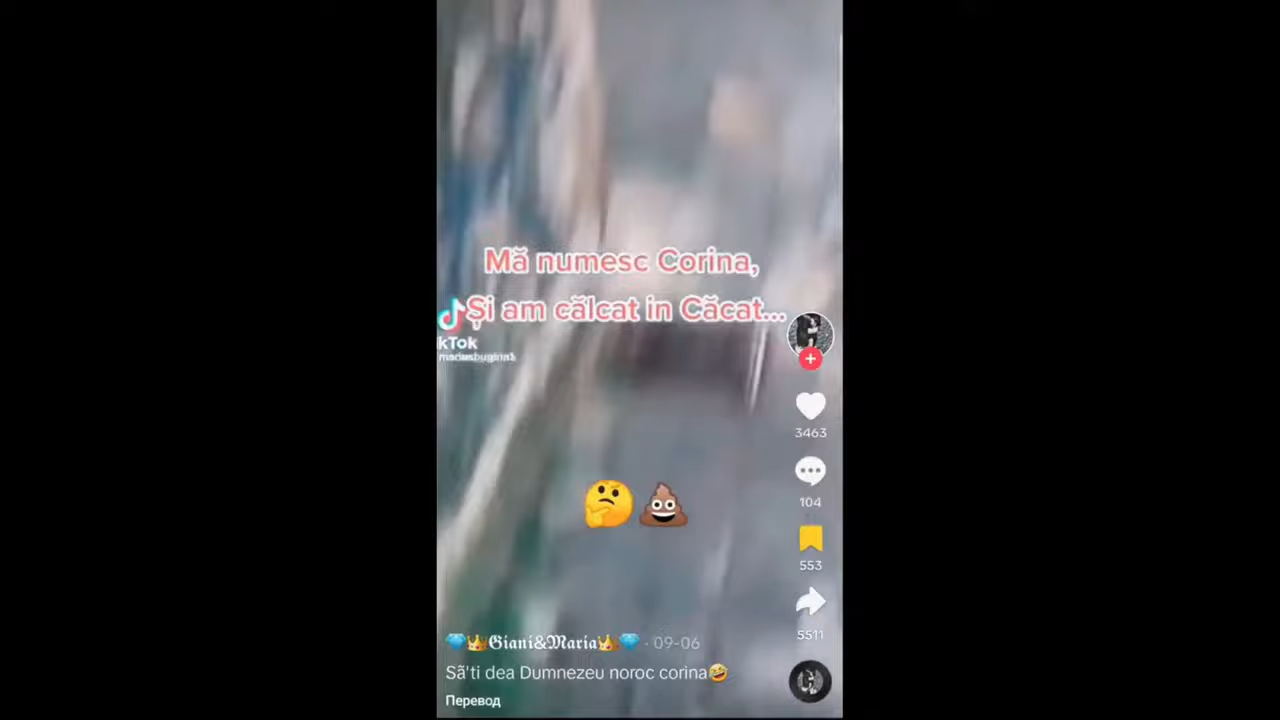 Mă numesc Corina,
Și am călcat in Căcat...
kTok
3463
104
553
5511
Giani&Maria · 09-06
Sã'ti dea Dumnezeu noroc corina
Перевод